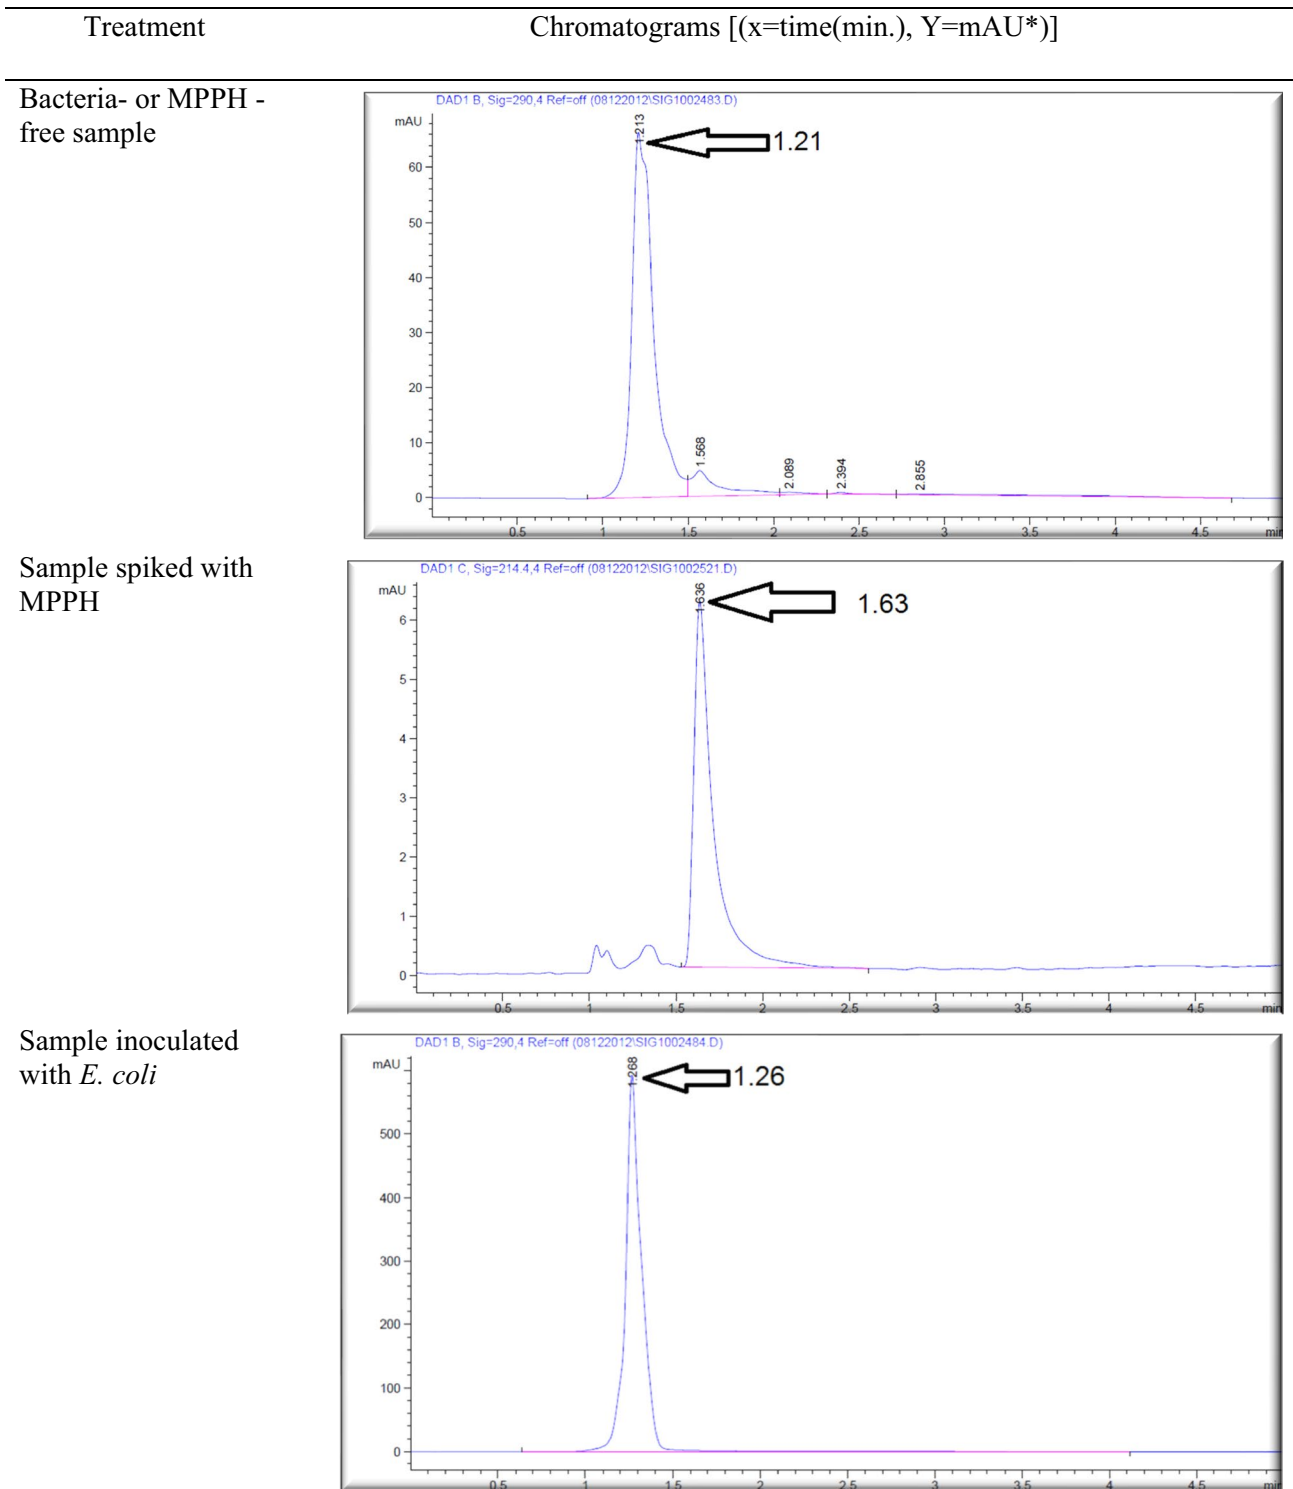 Treatment
Chromatograms [(x=time(min.), Y=mAU*)]
Bacteria- or MPPH -
free sample
DAD1 B, Sig=290,4 Ref=off (08122012\SIG1002483.D)
mAU
1.213
1.21
60
50
40
30
20
10
0
1.568
2.089
2.394
2.855
0.5 1 1.5 2 2.5 3 3.5 4 4.5 min
Sample spiked with
MPPH
DAD1 C, Sig=214.4,4 Ref=off (08122012\SIG1002521.D)
mAU
1.636
1.63
6
5
4
3
2
1
0
0.5 1 1.5 2 2.5 3 3.5 4 4.5 min
Sample inoculated
with E. coli
DAD1 B, Sig=290,4 Ref=off (08122012\SIG1002484.D)
mAU
1.268
1.26
500
400
300
200
100
0
0.5 1 1.5 2 2.5 3 3.5 4 4.5 min